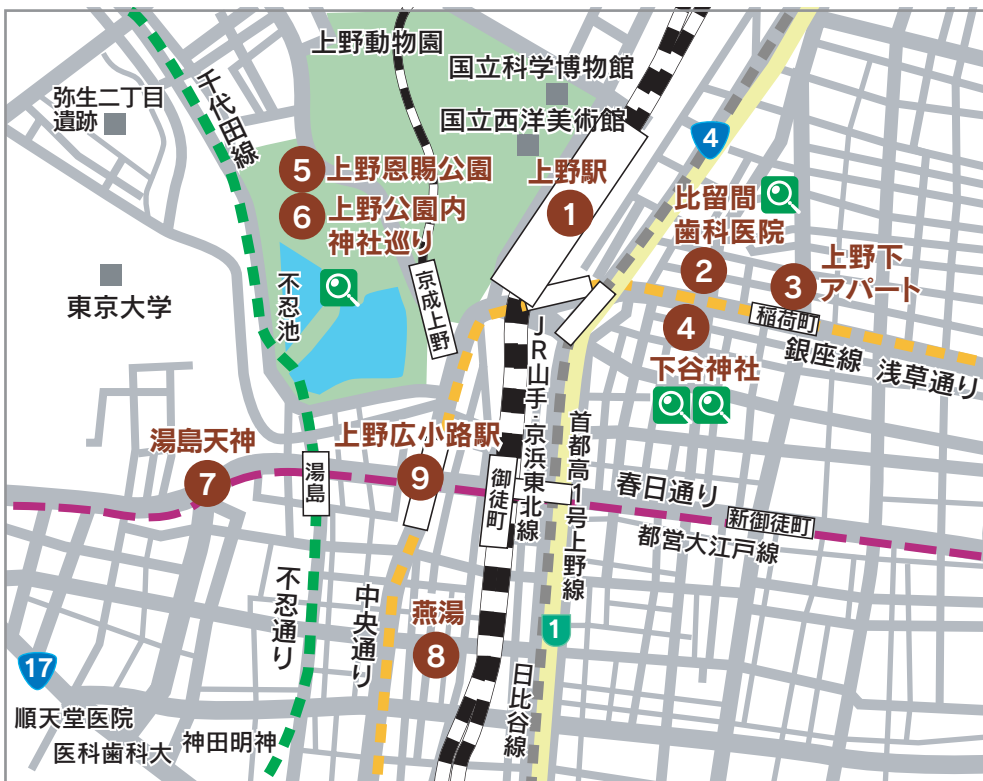 上野動物園
国立科学博物館
弥生二丁目
遺跡
千代田線
国立西洋美術館
4
5 上野恩賜公園
上野駅
1
6 上野公園内
神社巡り
比留間
歯科医院
2
上野下
アパート
3
東京大学
不忍池
京成上野
稲荷町
4
下谷神社
銀座線 浅草通り
JR山手・京浜東北線
首都高1号上野線
湯島天神
7
湯島
上野広小路駅
9
御徒町
春日通り
新御徒町
都営大江戸線
不忍通り
中央通り
燕湯
8
1
日比谷線
17
順天堂医院
医科歯科大
神田明神